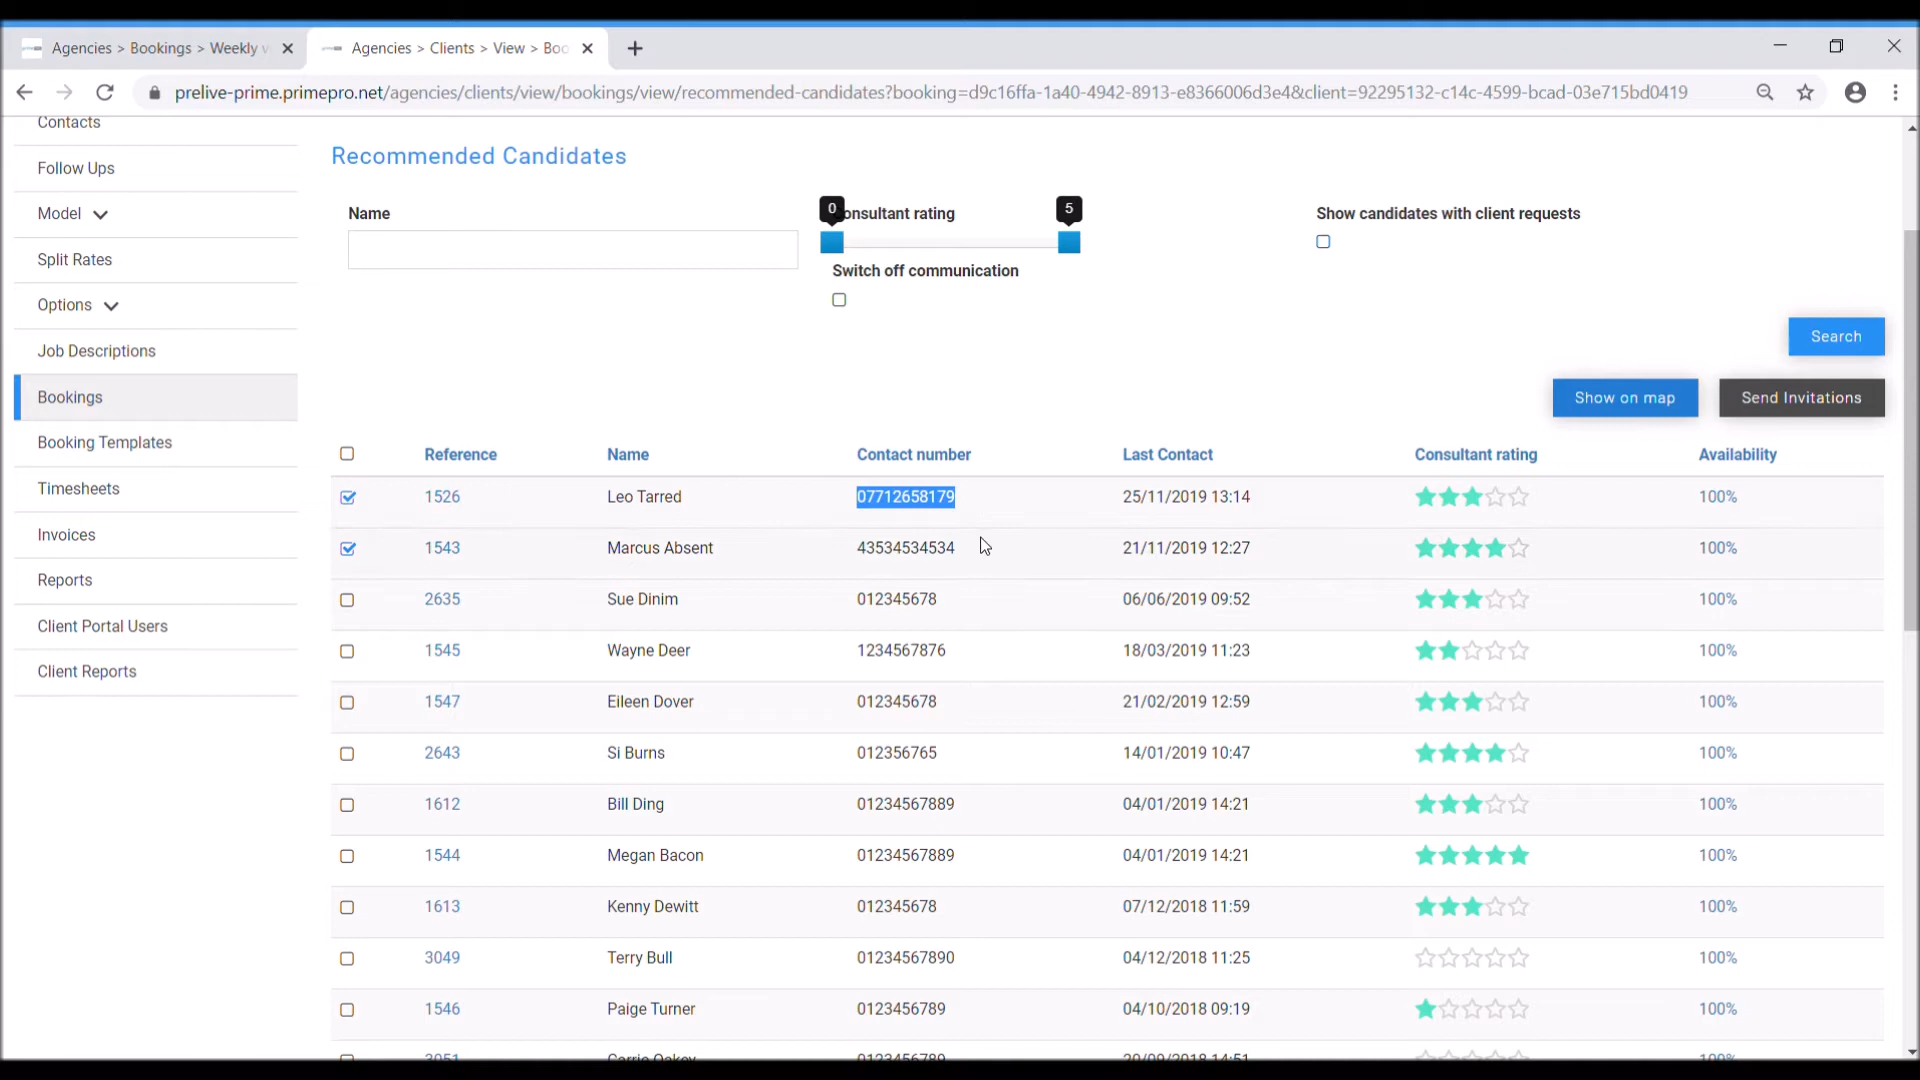 Agencies > Bookings > Weekly v
Agencies > Clients > View > Boo
prelive-prime.primepro.net/agencies/clients/view/bookings/view/recommended-candidates?booking=d9c16ffa-1a40-4942-8913-e8366006d3e4&client=92295132-c14c-4599-bcad-03e715bd0419
Contacts
Follow Ups
Model
Split Rates
Options
Job Descriptions
Bookings
Booking Templates
Timesheets
Invoices
Reports
Client Portal Users
Client Reports
Recommended Candidates
Name
0 onsultant rating 5
Show candidates with client requests
Switch off communication
Search
Show on map Send Invitations
Reference Name Contact number Last Contact Consultant rating Availability
1526 Leo Tarred 07712658179 25/11/2019 13:14 100%
1543 Marcus Absent 43534534534 21/11/2019 12:27 100%
2635 Sue Dinim 012345678 06/06/2019 09:52 100%
1545 Wayne Deer 1234567876 18/03/2019 11:23 100%
1547 Eileen Dover 012345678 21/02/2019 12:59 100%
2643 Si Burns 012356765 14/01/2019 10:47 100%
1612 Bill Ding 01234567889 04/01/2019 14:21 100%
1544 Megan Bacon 01234567889 04/01/2019 14:21 100%
1613 Kenny Dewitt 012345678 07/12/2018 11:59 100%
3049 Terry Bull 01234567890 04/12/2018 11:25 100%
1546 Paige Turner 0123456789 04/10/2018 09:19 100%
3051 Carrie Oakey 0123456789 20/09/2018 14:51 100%